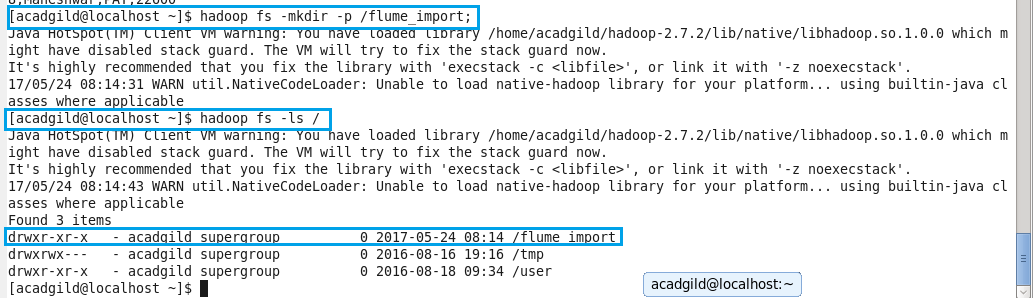 [acadgild@localhost ~]$ hadoop fs -mkdir -p /flume_import;
Java HotSpot(TM) Client VM warning: You have loaded library /home/acadgild/hadoop-2.7.2/lib/native/libhadoop.so.1.0.0 which m
ight have disabled stack guard. The VM will try to fix the stack guard now.
It's highly recommended that you fix the library with 'execstack -c <libfile>', or link it with '-z noexecstack'.
17/05/24 08:14:31 WARN util.NativeCodeLoader: Unable to load native-hadoop library for your platform... using builtin-java cl
asses where applicable
[acadgild@localhost ~]$ hadoop fs -ls /
Java HotSpot(TM) Client VM warning: You have loaded library /home/acadgild/hadoop-2.7.2/lib/native/libhadoop.so.1.0.0 which m
ight have disabled stack guard. The VM will try to fix the stack guard now.
It's highly recommended that you fix the library with 'execstack -c <libfile>', or link it with '-z noexecstack'.
17/05/24 08:14:43 WARN util.NativeCodeLoader: Unable to load native-hadoop library for your platform... using builtin-java cl
asses where applicable
Found 3 items
drwxr-xr-x   - acadgild supergroup          0 2017-05-24 08:14 /flume_import
drwxrwx---   - acadgild supergroup          0 2016-08-16 19:16 /tmp
drwxr-xr-x   - acadgild supergroup          0 2016-08-18 09:34 /user
[acadgild@localhost ~]$
acadgild@localhost:~